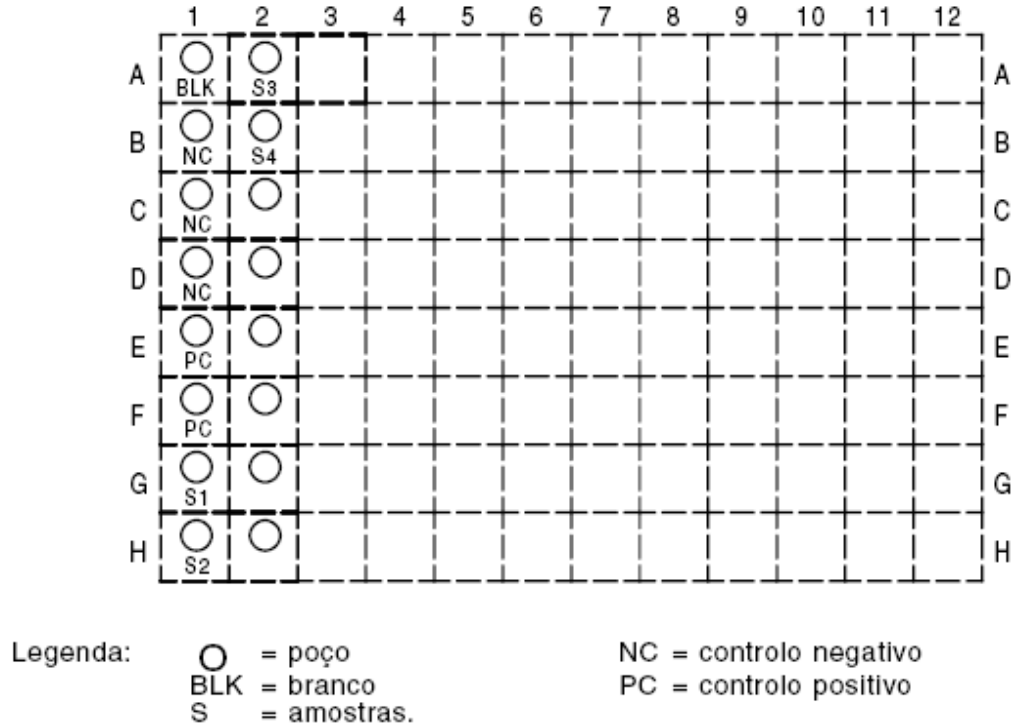 1 2 3 4 5 6 7 8 9 10 11 12
A BLK S3 A
B NC S4 B
C NC C
D NC D
E PC E
F PC F
G S1 G
H S2 H
Legenda: = poço NC = controlo negativo
BLK = branco PC = controlo positivo
S = amostras.